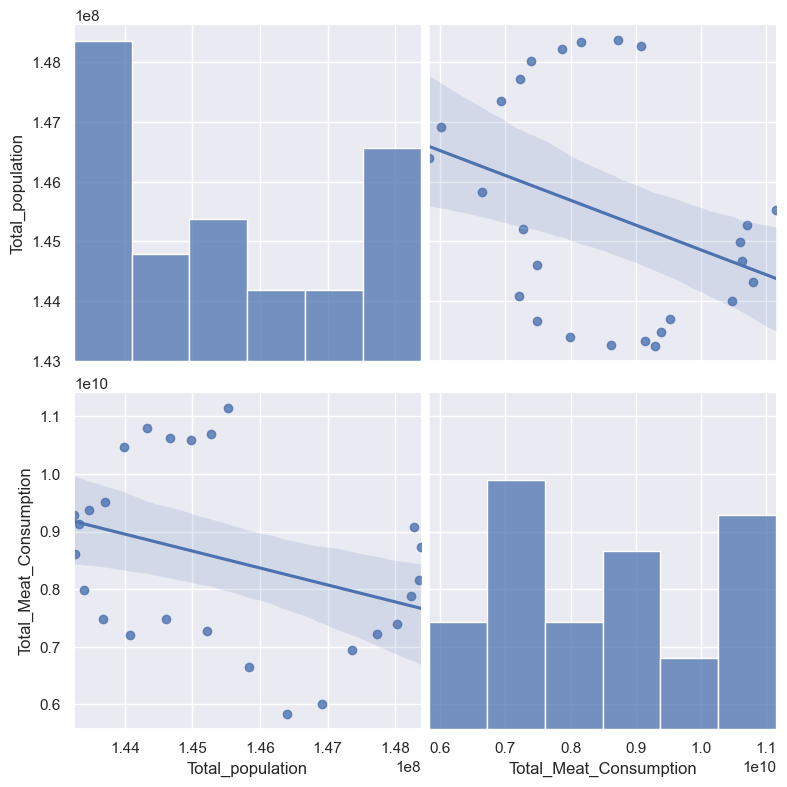 1e8
1.48
1.47
1.46
1.45
1.44
1.43
Total_population
1e10
1.1
1.0
0.9
0.8
0.7
0.6
Total_Meat_Consumption
1.44 1.45 1.46 1.47 1.48
1e8
Total_population
0.6 0.7 0.8 0.9 1.0 1.1
1e10
Total_Meat_Consumption